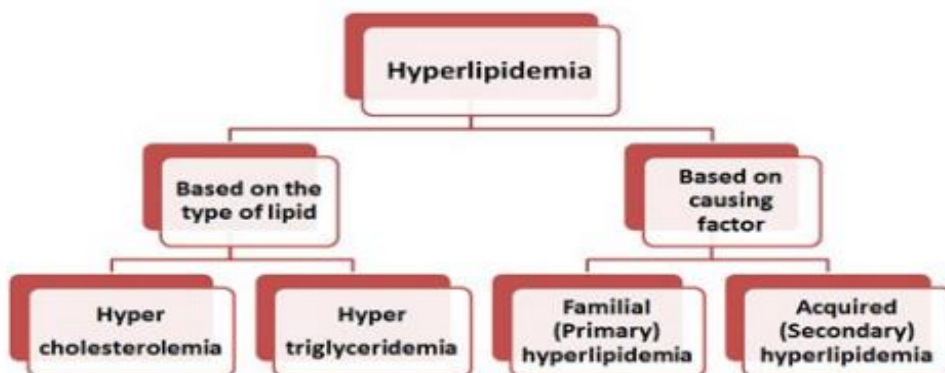 Hyperlipidemia
Based on the
type of lipid
Based on
causing
factor
Hyper
cholesterolemia
Hyper
triglyceridemia
Familial
(Primary)
hyperlipidemia
Acquired
(Secondary)
hyperlipidemia